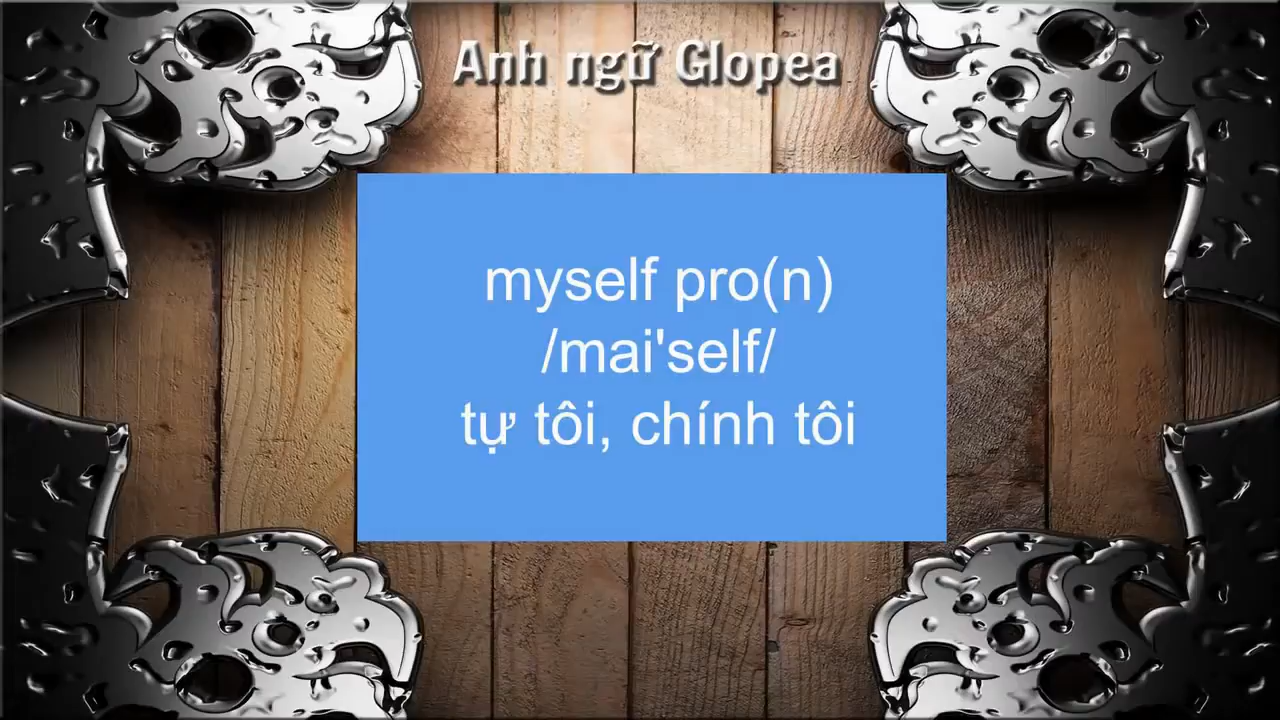 Anh ngữ Glopea
myself pro(n)
/mai'self/
tự tôi, chính tôi